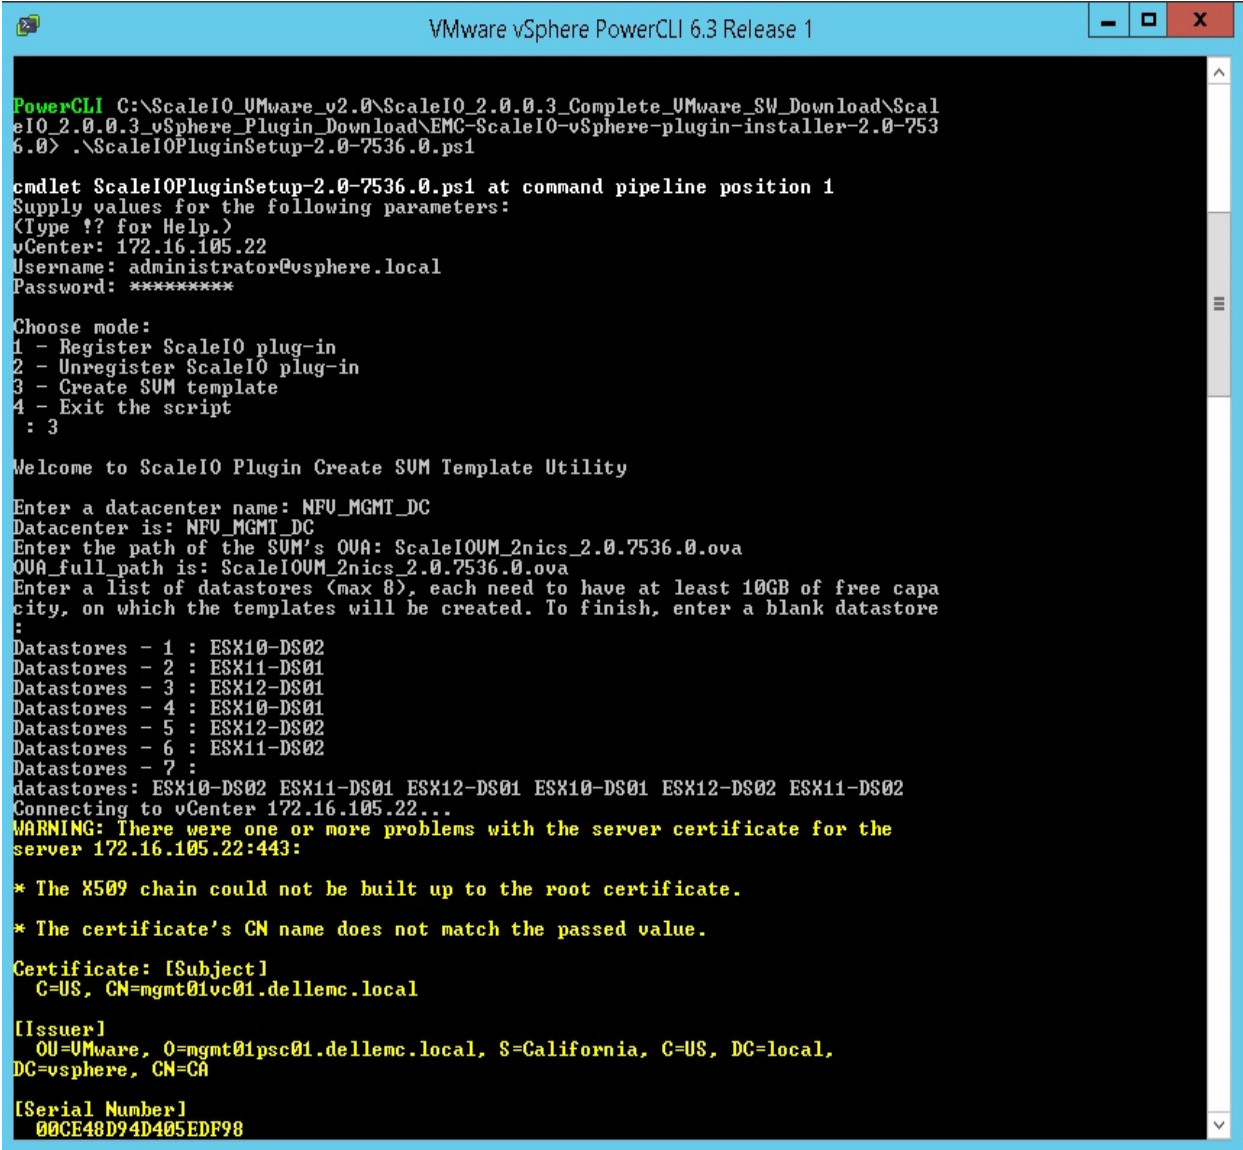 VMware vSphere PowerCLI 6.3 Release 1
PowerCLI C:\ScaleIO_VMware_v2.0\ScaleIO_2.0.0.3_Complete_VMware_SW_Download\Scal
eIO_2.0.0.3_vSphere_Plugin_Download\EMC-ScaleIO-vSphere-plugin-installer-2.0-753
6.0> .\ScaleIOPluginSetup-2.0-7536.0.ps1
cmdlet ScaleIOPluginSetup-2.0-7536.0.ps1 at command pipeline position 1
Supply values for the following parameters:
(Type !? for Help.)
vCenter: 172.16.105.22
Username: administrator@vsphere.local
Password: *********
Choose mode:
1 - Register ScaleIO plug-in
2 - Unregister ScaleIO plug-in
3 - Create SVM template
4 - Exit the script
: 3
Welcome to ScaleIO Plugin Create SVM Template Utility
Enter a datacenter name: NFV_MGMT_DC
Datacenter is: NFV_MGMT_DC
Enter the path of the SVM's OVA: ScaleIOVM_2nics_2.0.7536.0.ova
OVA_full_path is: ScaleIOVM_2nics_2.0.7536.0.ova
Enter a list of datastores (max 8), each need to have at least 10GB of free capa
city, on which the templates will be created. To finish, enter a blank datastore
:
Datastores - 1 : ESX10-DS02
Datastores - 2 : ESX11-DS01
Datastores - 3 : ESX12-DS01
Datastores - 4 : ESX10-DS01
Datastores - 5 : ESX12-DS02
Datastores - 6 : ESX11-DS02
Datastores - 7 :
datastores: ESX10-DS02 ESX11-DS01 ESX12-DS01 ESX10-DS01 ESX12-DS02 ESX11-DS02
Connecting to vCenter 172.16.105.22...
WARNING: There were one or more problems with the server certificate for the
server 172.16.105.22:443:
* The X509 chain could not be built up to the root certificate.
* The certificate's CN name does not match the passed value.
Certificate: [Subject]
C=US, CN=mgmt01vc01.dellemc.local
[Issuer]
OU=VMware, O=mgmt01psc01.dellemc.local, S=California, C=US, DC=local,
DC=vsphere, CN=CA
[Serial Number]
00CE48D94D405EDF98